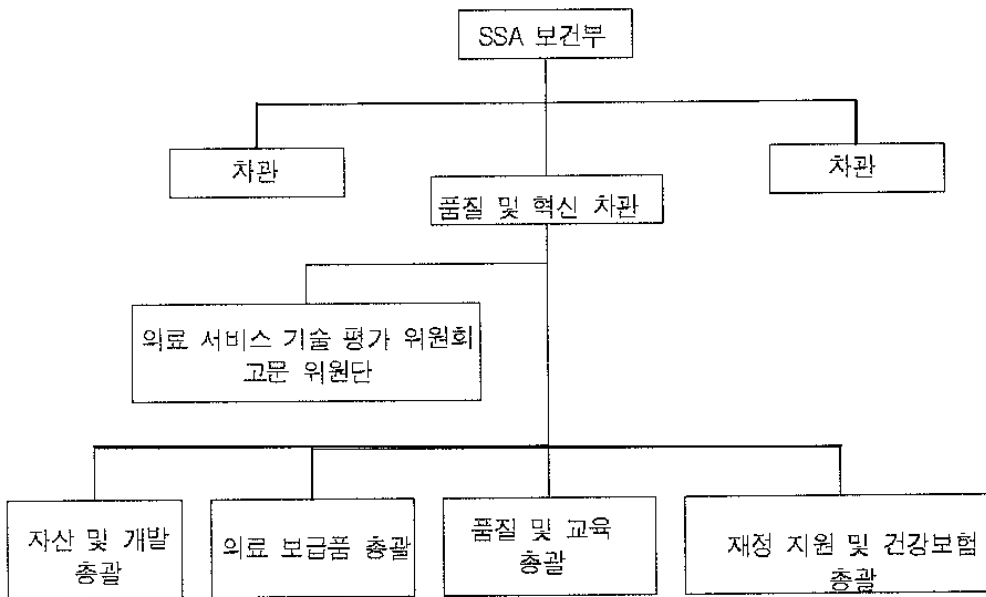 SSA 보건부
차관
차관
품질 및 혁신 차관
의료 서비스 기술 평가 위원회
고문 위원단
자산 및 개발
총괄
의료 보급품 총괄
품질 및 교육
총괄
재정 지원 및 건강보험
총괄